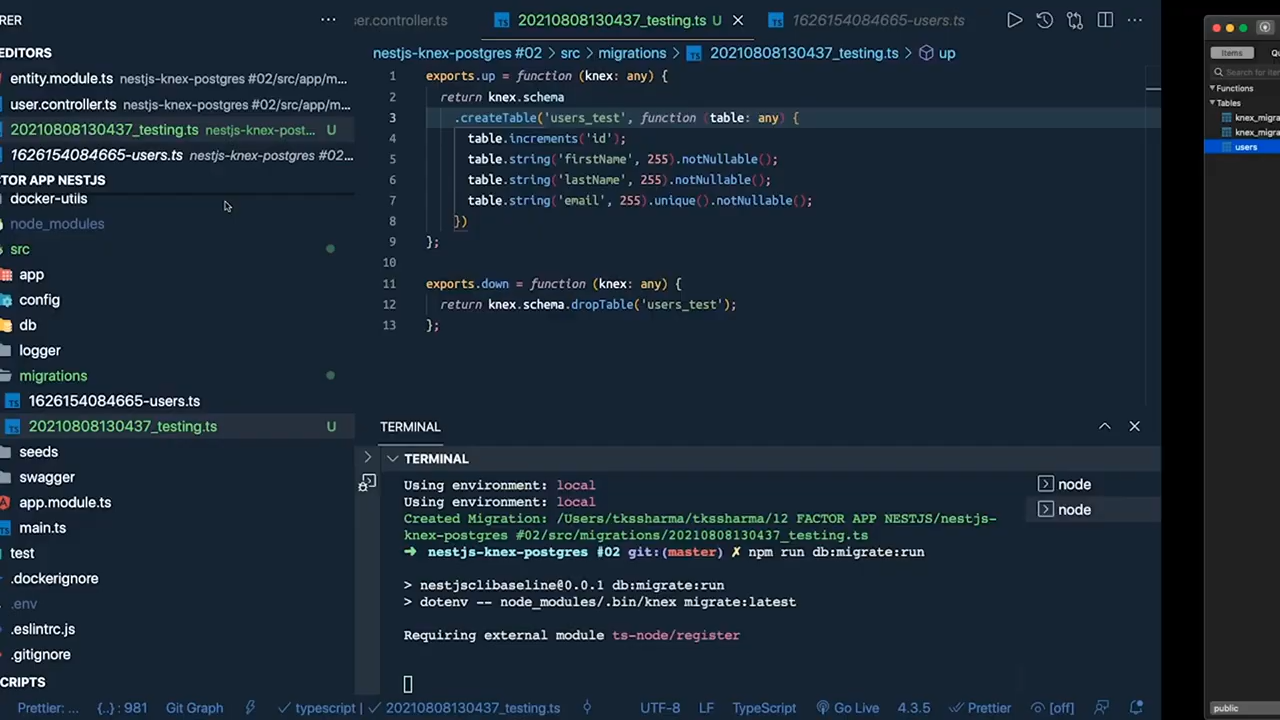 RER
...
ser.controller.ts
20210808130437_testing.ts U
1626154084665-users.ts
EDITORS
nestjs-knex-postgres #02 › src › migrations › 20210808130437_testing.ts › up
entity.module.ts nestjs-knex-postgres #02/src/app/m...
user.controller.ts nestjs-knex-postgres #02/src/app/m...
20210808130437_testing.ts nestjs-knex-post... U
1626154084665-users.ts nestjs-knex-postgres #02...
CTOR APP NESTJS
docker-utils
node_modules
src
app
config
db
logger
migrations
1626154084665-users.ts
20210808130437_testing.ts U
seeds
swagger
app.module.ts
main.ts
test
.dockerignore
.env
.eslintrc.js
.gitignore
CRIPTS
1 exports.up = function (knex: any) {
2 return knex.schema
3 .createTable('users_test', function (table: any) {
4 table.increments('id');
5 table.string('firstName', 255).notNullable();
6 table.string('lastName', 255).notNullable();
7 table.string('email', 255).unique().notNullable();
8 })
9 };
10
11 exports.down = function (knex: any) {
12 return knex.schema.dropTable('users_test');
13 };
TERMINAL
TERMINAL
Using environment: local
Using environment: local
Created Migration: /Users/tkssharma/tkssharma/12 FACTOR APP NESTJS/nestjs-
knex-postgres #02/src/migrations/20210808130437_testing.ts
➜ nestjs-knex-postgres #02 git:(master) ✗ npm run db:migrate:run
> nestjsclibaseline@0.0.1 db:migrate:run
> dotenv -- node_modules/.bin/knex migrate:latest
Requiring external module ts-node/register
node
node
Prettier: ... {..} : 981 Git Graph typescript | ✓ 20210808130437_testing.ts UTF-8 LF TypeScript Go Live 4.3.5 Prettier [off]
Items
Search for item
Functions
Tables
knex_migra
knex_migra
users
public